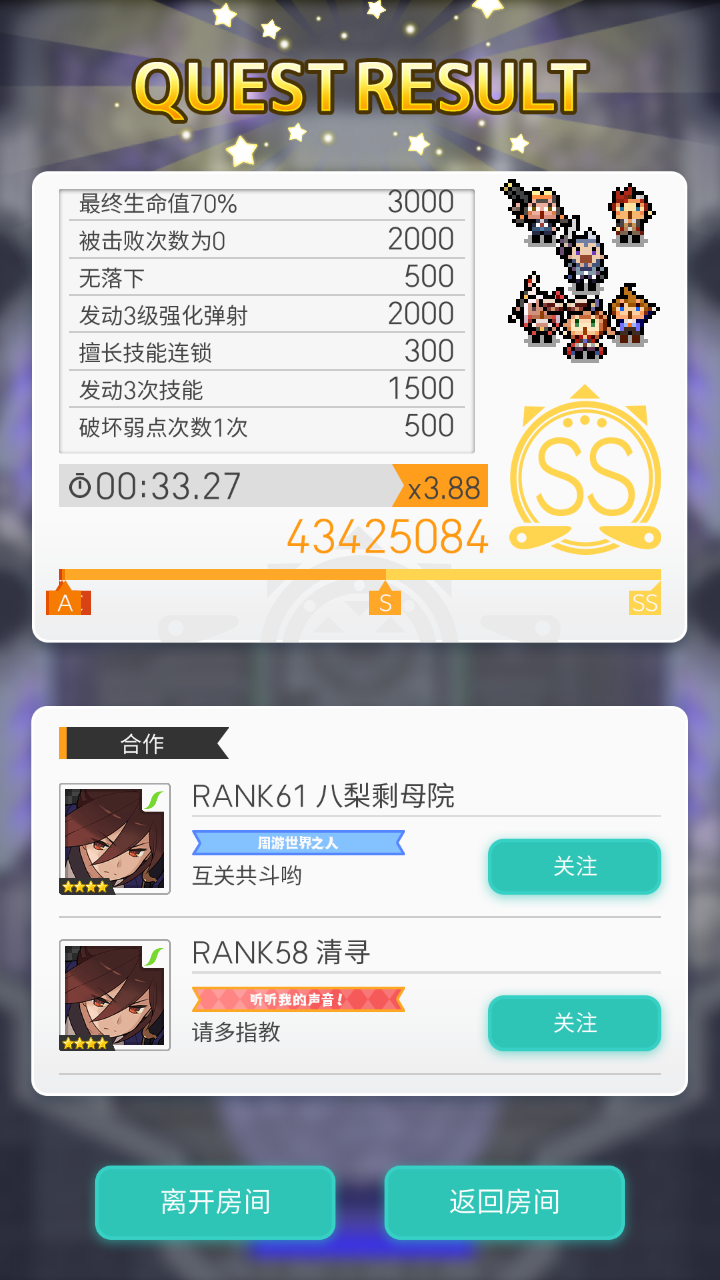 QUEST RESULT
最终生命值70% 3000
被击败次数为0 2000
无落下 500
发动3级强化弹射 2000
擅长技能连锁 300
发动3次技能 1500
破坏弱点次数1次 500
00:33.27 x3.88
43425084
SS
A S SS
合作
RANK61 八梨剩母院
周游世界之人
互关共斗哟
关注
RANK58 清寻
听听我的声音!
请多指教
关注
离开房间 返回房间